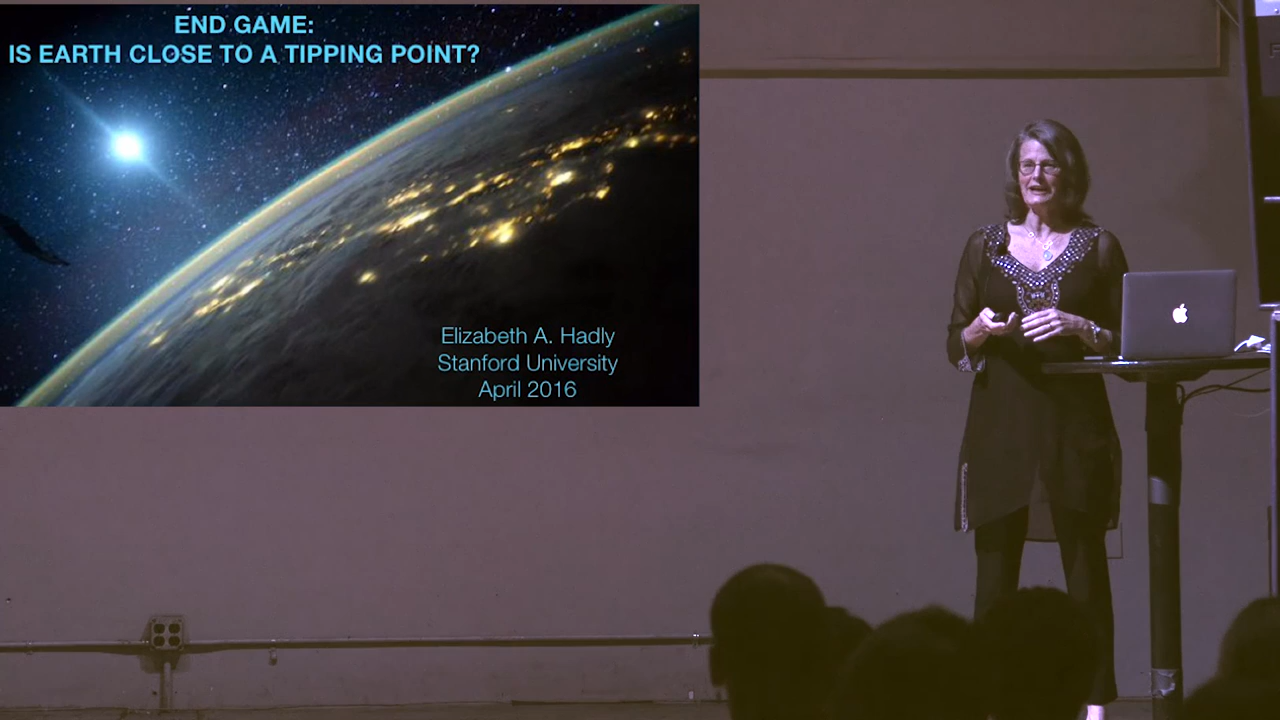 END GAME:
IS EARTH CLOSE TO A TIPPING POINT?
Elizabeth A. Hadly
Stanford University
April 2016